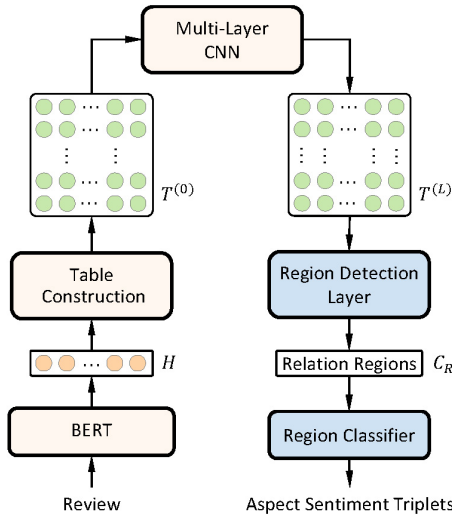 Multi-Layer
CNN
T^{(0)}
T^{(L)}
Table
Construction
Region Detection
Layer
H
Relation Regions
C_R
BERT
Region Classifier
Review
Aspect Sentiment Triplets